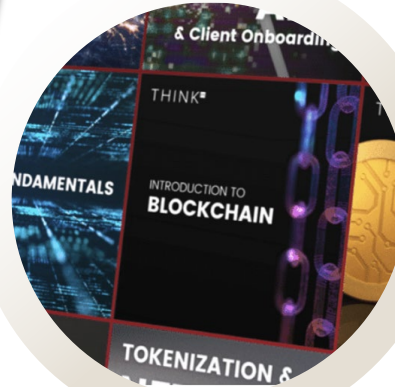 & Client Onboarding
THINK
INTRODUCTION TO
BLOCKCHAIN
NDAMENTALS
TOKENIZATION &